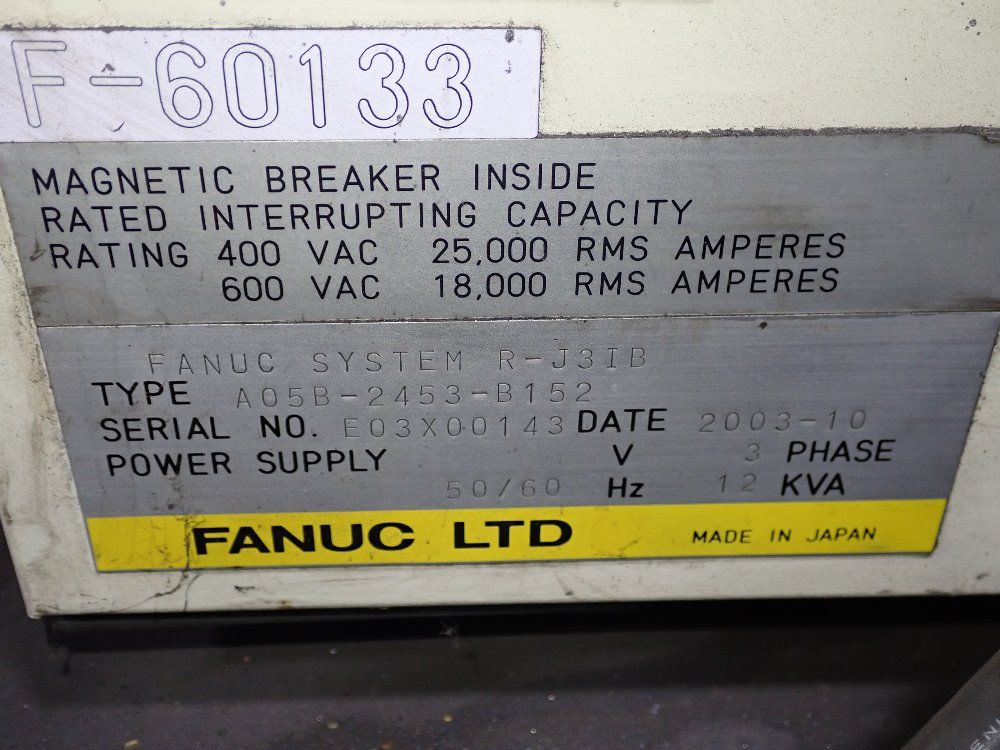 F-60133
MAGNETIC BREAKER INSIDE
RATED INTERRUPTING CAPACITY
RATING 400 VAC 25,000 RMS AMPERES
600 VAC 18,000 RMS AMPERES
FANUC SYSTEM R-J3IB
TYPE A05B-2453-B152
SERIAL NO. E03X00143 DATE 2003-10
POWER SUPPLY V 3 PHASE
50/60 Hz 12 KVA
FANUC LTD MADE IN JAPAN